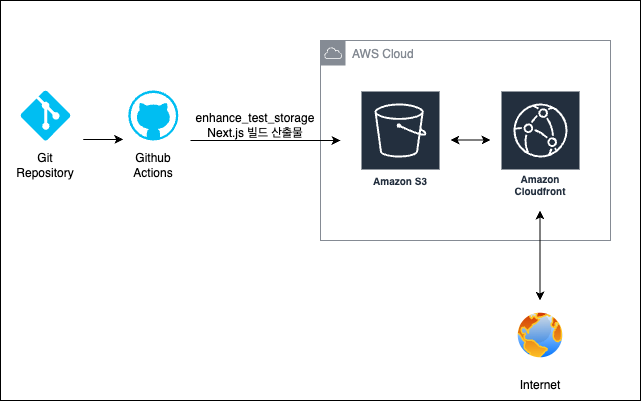 AWS Cloud
enhance_test_storage
Next.js 빌드 산출물
Git
Repository
Github
Actions
Amazon S3
Amazon
Cloudfront
Internet